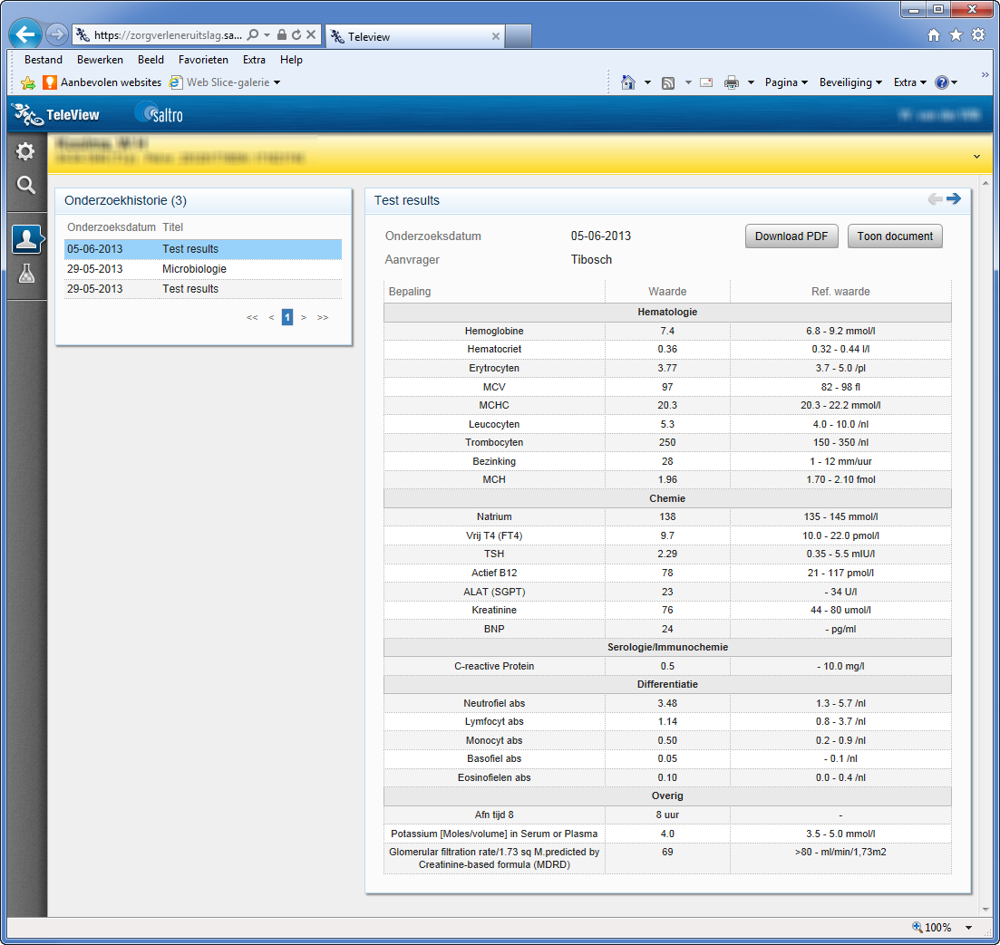 https://zorgverleneruitslag.sa...
Teleview
Bestand Bewerken Beeld Favorieten Extra Help
Aanbevolen websites Web Slice-galerie
Pagina Beveiliging Extra
TeleView saltro
Onderzoekhistorie (3)
Onderzoeksdatum Titel
05-06-2013 Test results
29-05-2013 Microbiologie
29-05-2013 Test results
<< < 1 > >>
Test results
Onderzoeksdatum 05-06-2013 Download PDF Toon document
Aanvrager Tibosch
Bepaling Waarde Ref. waarde
Hematologie
Hemoglobine 7.4 6.8 - 9.2 mmol/l
Hematocriet 0.36 0.32 - 0.44 l/l
Erytrocyten 3.77 3.7 - 5.0 /pl
MCV 97 82 - 98 fl
MCHC 20.3 20.3 - 22.2 mmol/l
Leucocyten 5.3 4.0 - 10.0 /nl
Trombocyten 250 150 - 350 /nl
Bezinking 28 1 - 12 mm/uur
MCH 1.96 1.70 - 2.10 fmol
Chemie
Natrium 138 135 - 145 mmol/l
Vrij T4 (FT4) 9.7 10.0 - 22.0 pmol/l
TSH 2.29 0.35 - 5.5 mIU/l
Actief B12 78 21 - 117 pmol/l
ALAT (SGPT) 23 - 34 U/l
Kreatinine 76 44 - 80 umol/l
BNP 24 - pg/ml
Serologie/Immunochemie
C-reactive Protein 0.5 - 10.0 mg/l
Differentiatie
Neutrofiel abs 3.48 1.3 - 5.7 /nl
Lymfocyt abs 1.14 0.8 - 3.7 /nl
Monocyt abs 0.50 0.2 - 0.9 /nl
Basofiel abs 0.05 - 0.1 /nl
Eosinofielen abs 0.10 0.0 - 0.4 /nl
Overig
Afn tijd 8 8 uur -
Potassium [Moles/volume] in Serum or Plasma 4.0 3.5 - 5.0 mmol/l
Glomerular filtration rate/1.73 sq M.predicted by 69 >80 - ml/min/1,73m2
Creatinine-based formula (MDRD)
100%